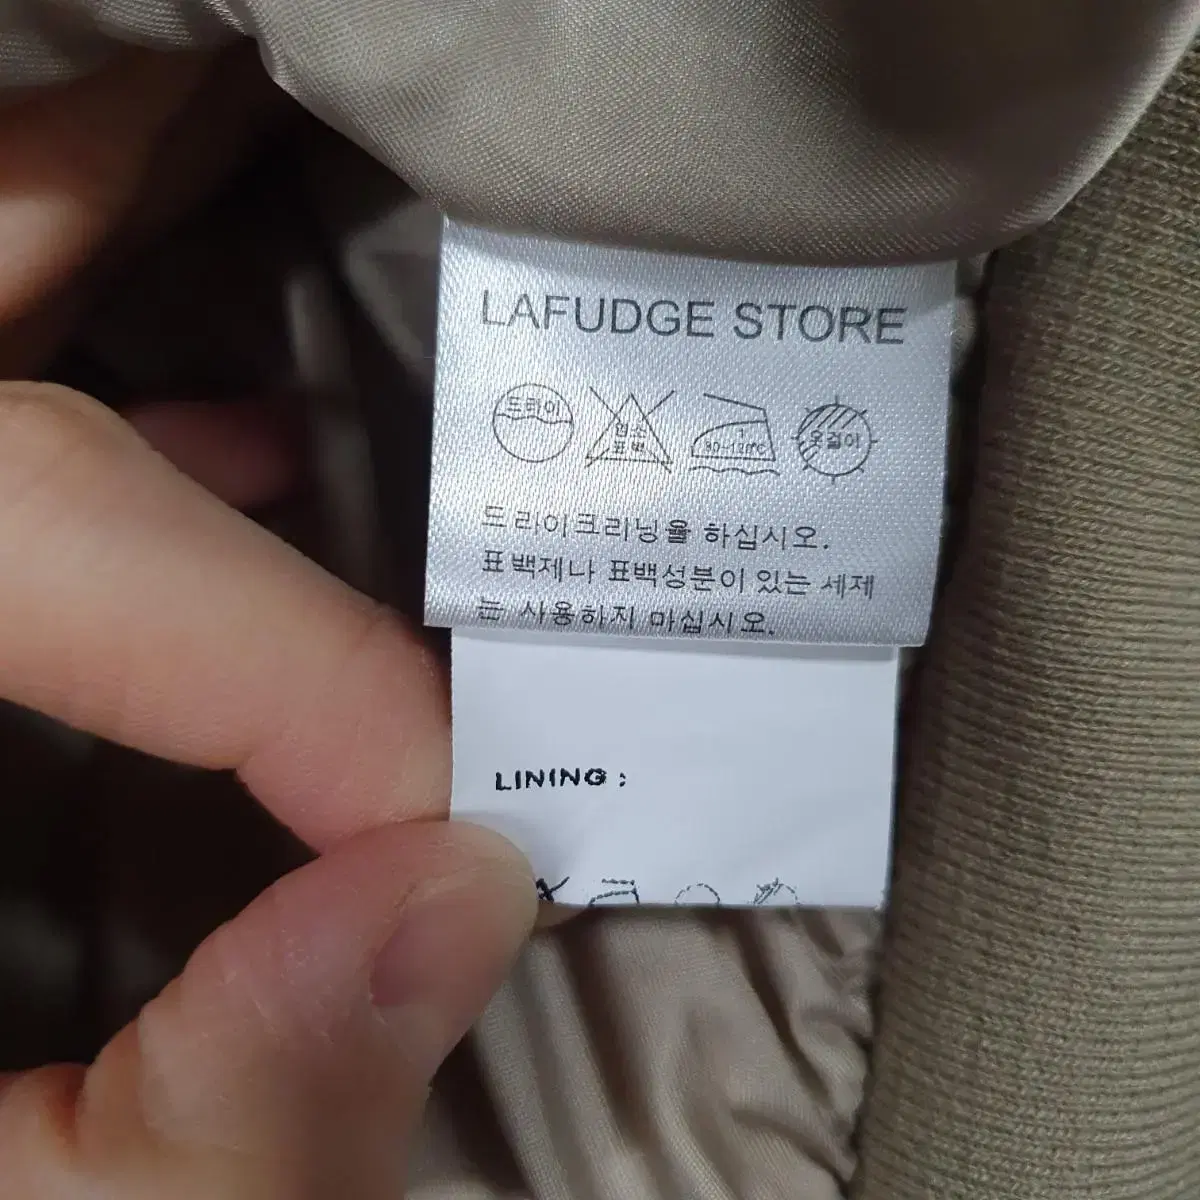 LAFUDGE STORE
드라이 염소 표백 80~120℃ 옷걸이
드라이크리닝을 하십시오.
표백제나 표백성분이 있는 세제
는 사용하지 마십시오.
LINING :